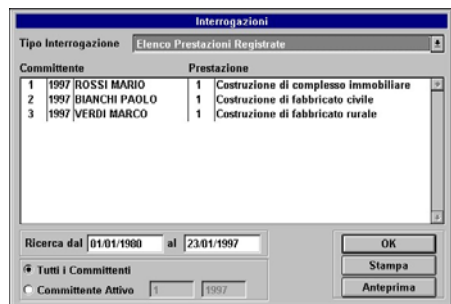 Interrogazioni
Tipo Interrogazione Elenco Prestazioni Registrate
Committente Prestazione
1 1997 ROSSI MARIO 1 Costruzione di complesso immobiliare
2 1997 BIANCHI PAOLO 1 Costruzione di fabbricato civile
3 1997 VERDI MARCO 1 Costruzione di fabbricato rurale
Ricerca dal 01/01/1980 al 23/01/1997
OK
Tutti i Committenti
Stampa
Committente Attivo 1 1997
Anteprima